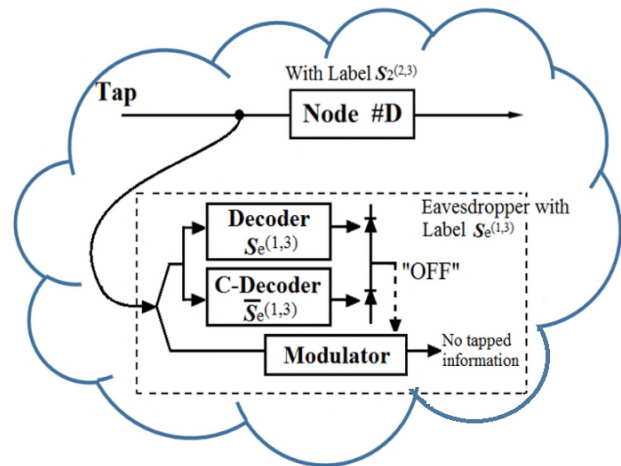 With Label S2(2,3)
Tap
Node #D
Eavesdropper with
Label Se(1,3)
Decoder
Se(1,3)
"OFF"
C-Decoder
S̅e(1,3)
Modulator
No tapped
information